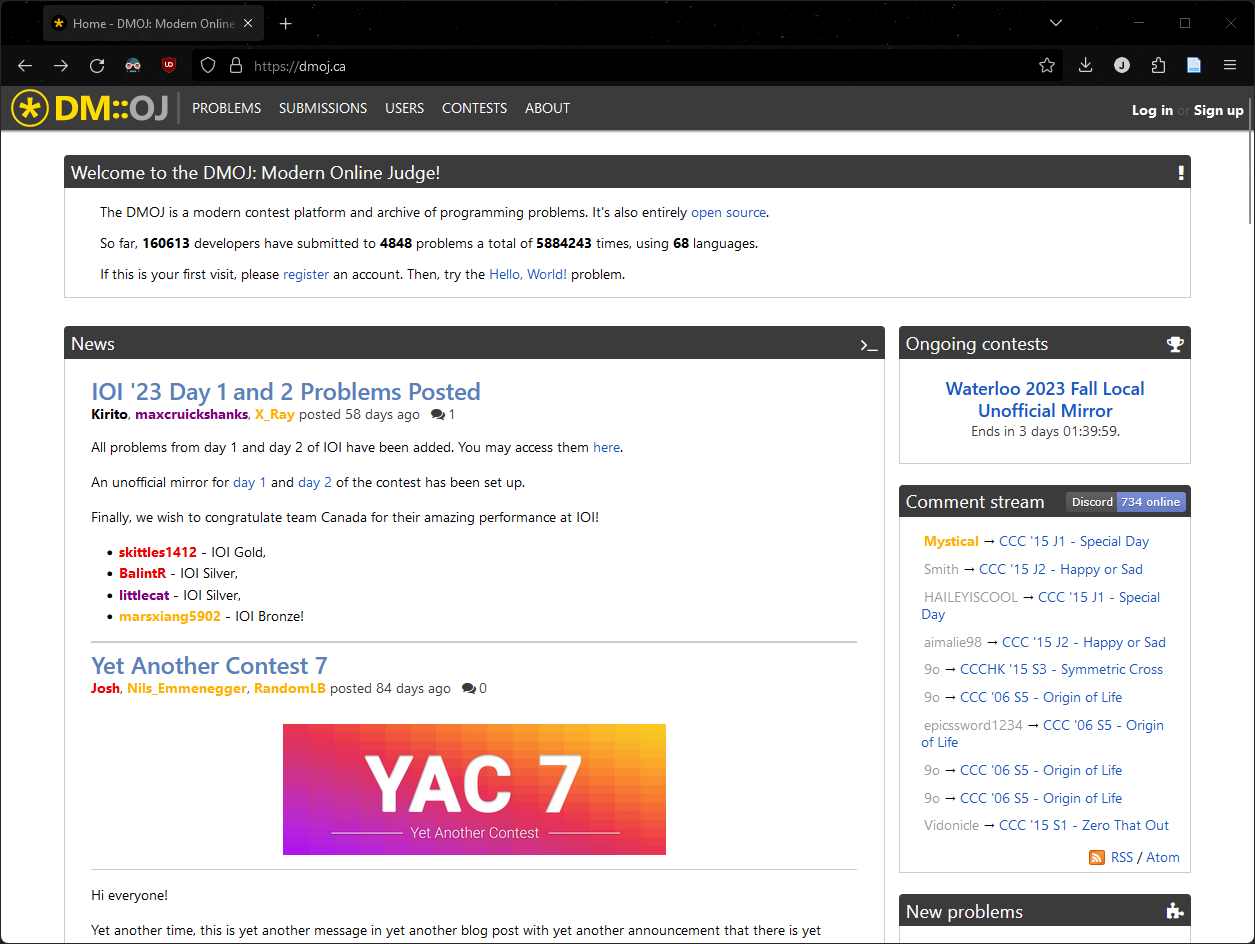 Home - DMOJ: Modern Online
https://dmoj.ca
DM::OJ
PROBLEMS SUBMISSIONS USERS CONTESTS ABOUT
Log in or Sign up
Welcome to the DMOJ: Modern Online Judge!
The DMOJ is a modern contest platform and archive of programming problems. It's also entirely open source.
So far, 160613 developers have submitted to 4848 problems a total of 5884243 times, using 68 languages.
If this is your first visit, please register an account. Then, try the Hello, World! problem.
News
IOI '23 Day 1 and 2 Problems Posted
Kirito, maxcruickshanks, X_Ray posted 58 days ago 1
All problems from day 1 and day 2 of IOI have been added. You may access them here.
An unofficial mirror for day 1 and day 2 of the contest has been set up.
Finally, we wish to congratulate team Canada for their amazing performance at IOI!
• skittles1412 - IOI Gold,
• BalintR - IOI Silver,
• littlecat - IOI Silver,
• marsxiang5902 - IOI Bronze!
Yet Another Contest 7
Josh, Nils_Emmenegger, RandomLB posted 84 days ago 0
YAC 7
Yet Another Contest
Hi everyone!
Yet another time, this is yet another message in yet another blog post with yet another announcement that there is yet
Ongoing contests
Waterloo 2023 Fall Local
Unofficial Mirror
Ends in 3 days 01:39:59.
Comment stream
Discord 734 online
Mystical → CCC '15 J1 - Special Day
Smith → CCC '15 J2 - Happy or Sad
HAILEYISCOOL → CCC '15 J1 - Special
Day
aimalie98 → CCC '15 J2 - Happy or Sad
9o → CCCHK '15 S3 - Symmetric Cross
9o → CCC '06 S5 - Origin of Life
epicssword1234 → CCC '06 S5 - Origin
of Life
9o → CCC '06 S5 - Origin of Life
9o → CCC '06 S5 - Origin of Life
Vidonicle → CCC '15 S1 - Zero That Out
RSS / Atom
New problems